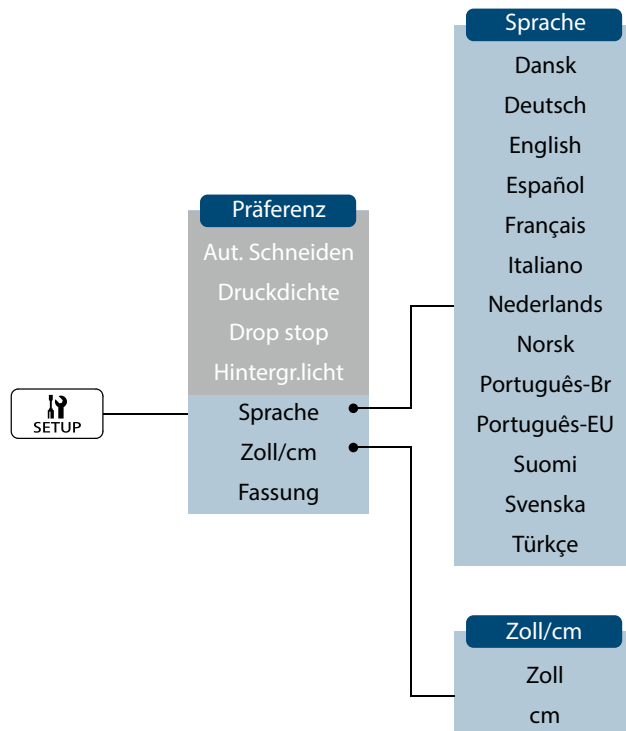 SETUP
Präferenz
Aut. Schneiden
Druckdichte
Drop stop
Hintergr.licht
Sprache
Zoll/cm
Fassung
Sprache
Dansk
Deutsch
English
Español
Français
Italiano
Nederlands
Norsk
Português-Br
Português-EU
Suomi
Svenska
Türkçe
Zoll/cm
Zoll
cm